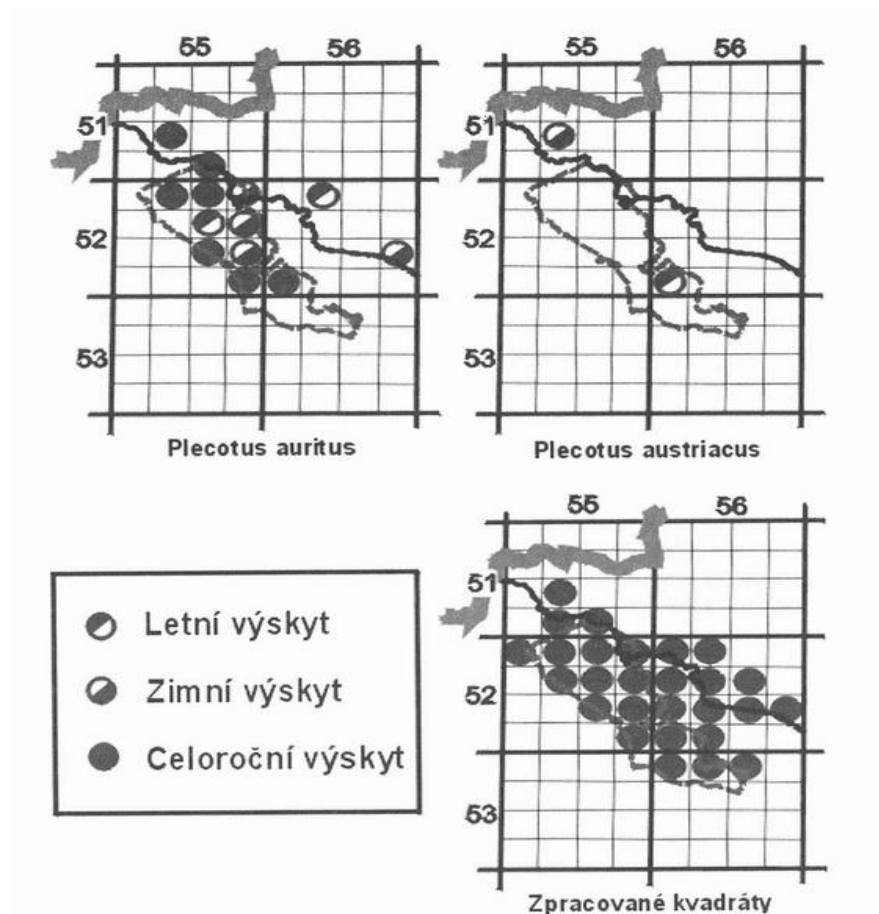 55 56
51
52
53
Plecotus auritus
55 56
51
52
53
Plecotus austriacus
Letní výskyt
Zimní výskyt
Celoroční výskyt
55 56
51
52
53
Zpracované kvadráty